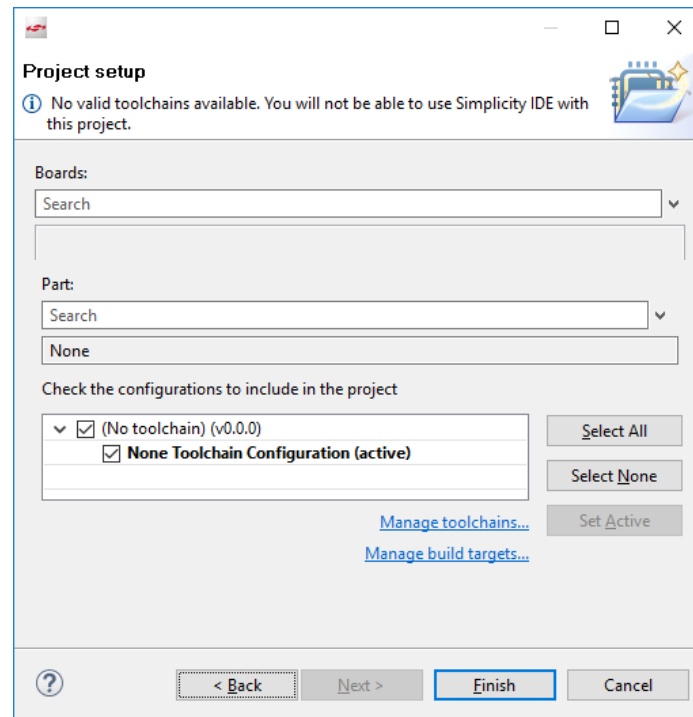 Project setup
No valid toolchains available. You will not be able to use Simplicity IDE with
this project.
Boards:
Search
Part:
Search
None
Check the configurations to include in the project
(No toolchain) (v0.0.0)
Select All
None Toolchain Configuration (active)
Select None
Manage toolchains...
Set Active
Manage build targets...
?
< Back
Next >
Finish
Cancel